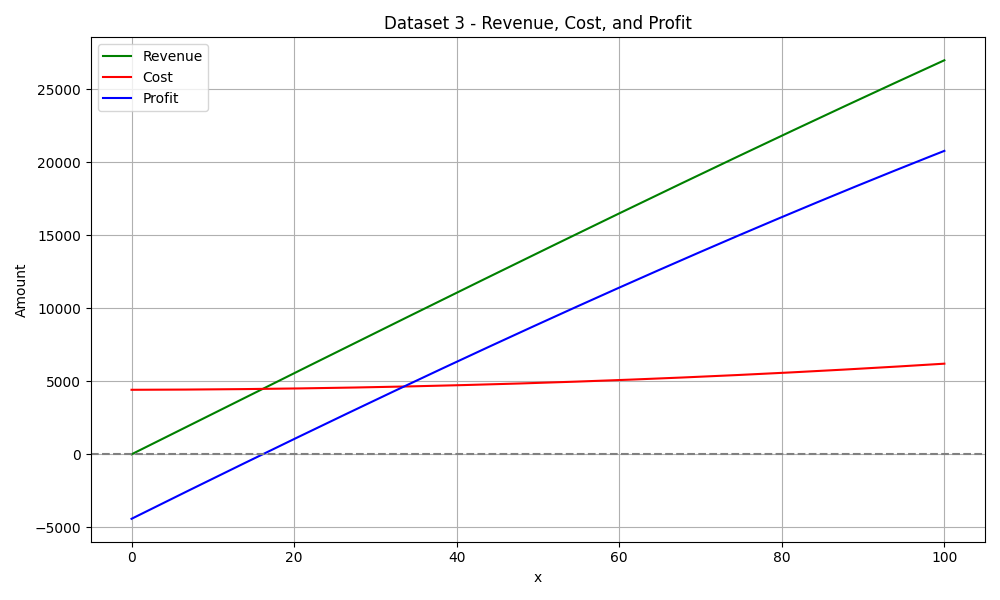 Dataset 3 - Revenue, Cost, and Profit
Revenue
Cost
Profit
25000
20000
15000
10000
5000
0
−5000
Amount
0 20 40 60 80 100
x